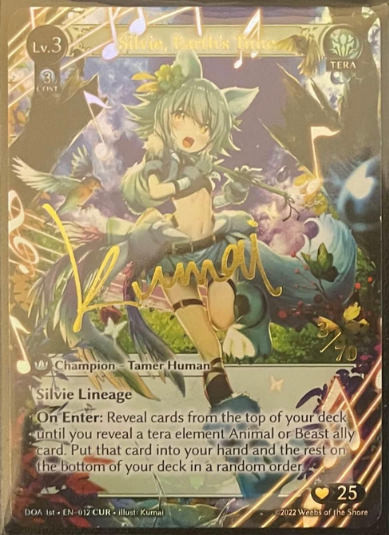 Lv.3
Silvie, Earth's Tune
TERA
3
COST
Kumai
3/70
Champion – Tamer Human
Silvie Lineage
On Enter: Reveal cards from the top of your deck
until you reveal a tera element Animal or Beast ally
card. Put that card into your hand and the rest on
the bottom of your deck in a random order.
25
DOA 1st • EN-012 CUR • illust: Kumai
©2022 Weebs of the Shore